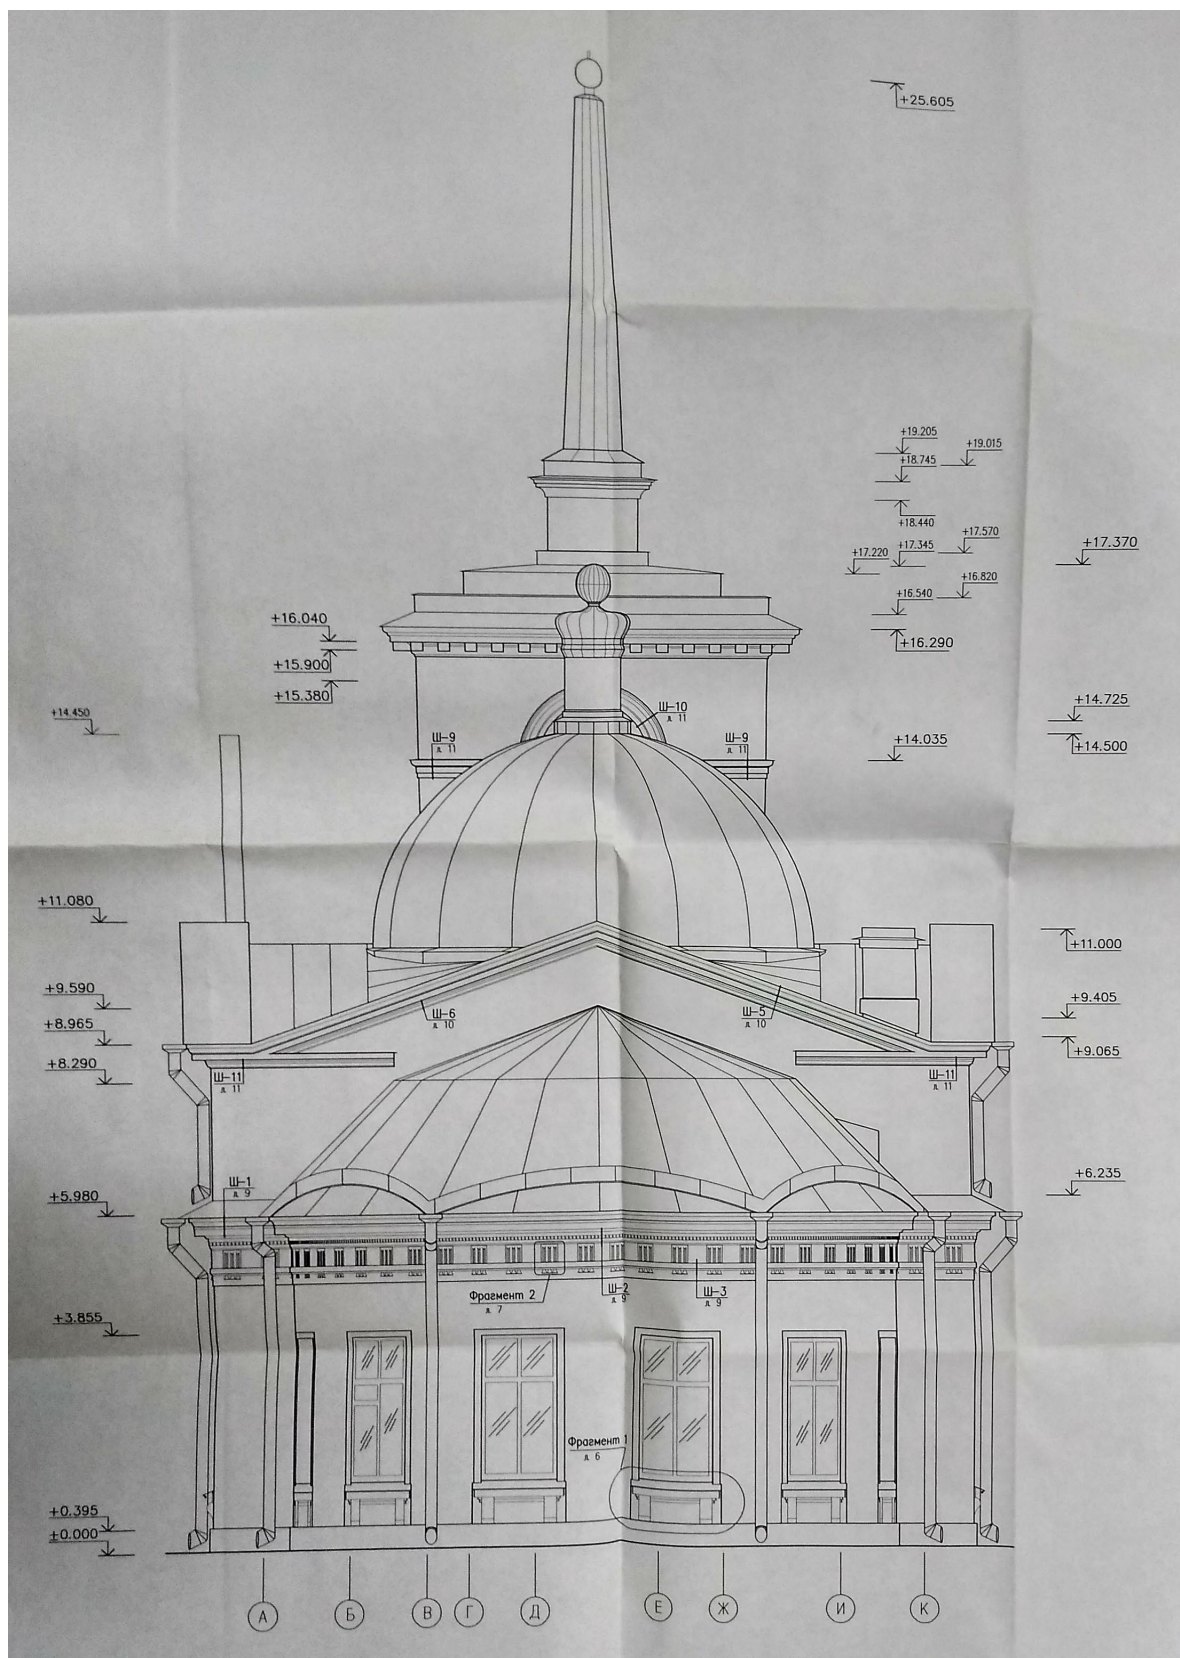 +25.605
+19.205
+19.015
+18.745
+18.440
+17.570
+17.345
+17.220
+17.370
+16.820
+16.540
+16.290
+16.040
+15.900
+15.380
Ш-10
л 11
+14.725
+14.450
Ш-9
л 11
Ш-9
л 11
+14.035
+14.500
+11.080
+11.000
+9.590
+9.405
Ш-6
л 10
Ш-5
л 10
+8.965
+9.065
+8.290
Ш-11
л 11
Ш-11
л 11
Ш-1
л 9
+6.235
+5.980
Фрагмент 2
л 7
Ш-2
л 9
Ш-3
л 9
+3.855
Фрагмент 1
л 6
+0.395
±0.000
А Б В Г Д Е Ж И К